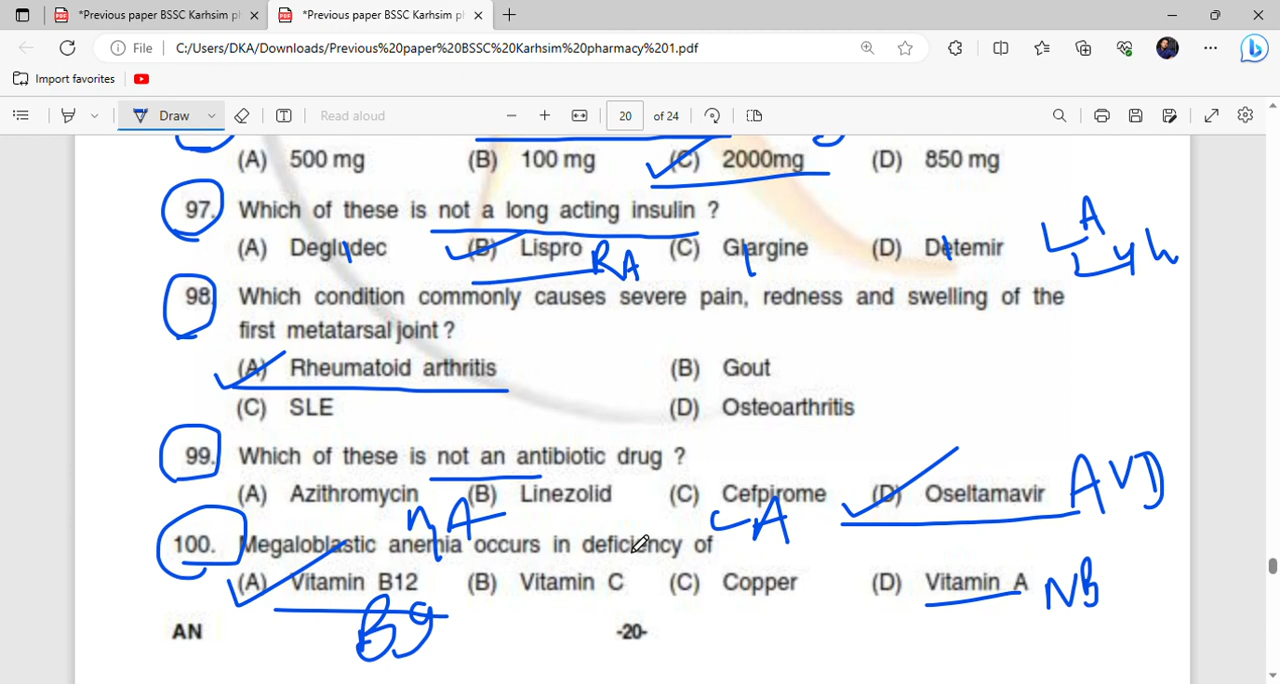 *Previous paper BSSC Karhsim ph
*Previous paper BSSC Karhsim ph
File C:/Users/DKA/Downloads/Previous%20paper%20BSSC%20Karhsim%20pharmacy%201.pdf
Import favorites
Draw Read aloud 20 of 24
(A) 500 mg (B) 100 mg (C) 2000mg (D) 850 mg
97. Which of these is not a long acting insulin ?
(A) Degludec (B) Lispro (C) Glargine (D) Detemir
RA
LA
98. Which condition commonly causes severe pain, redness and swelling of the
first metatarsal joint ?
(A) Rheumatoid arthritis (B) Gout
(C) SLE (D) Osteoarthritis
99. Which of these is not an antibiotic drug ?
(A) Azithromycin (B) Linezolid (C) Cefpirome (D) Oseltamavir
AVD
A
A
100. Megaloblastic anemia occurs in deficiency of
(A) Vitamin B12 (B) Vitamin C (C) Copper (D) Vitamin A
NB
B9
AN -20-